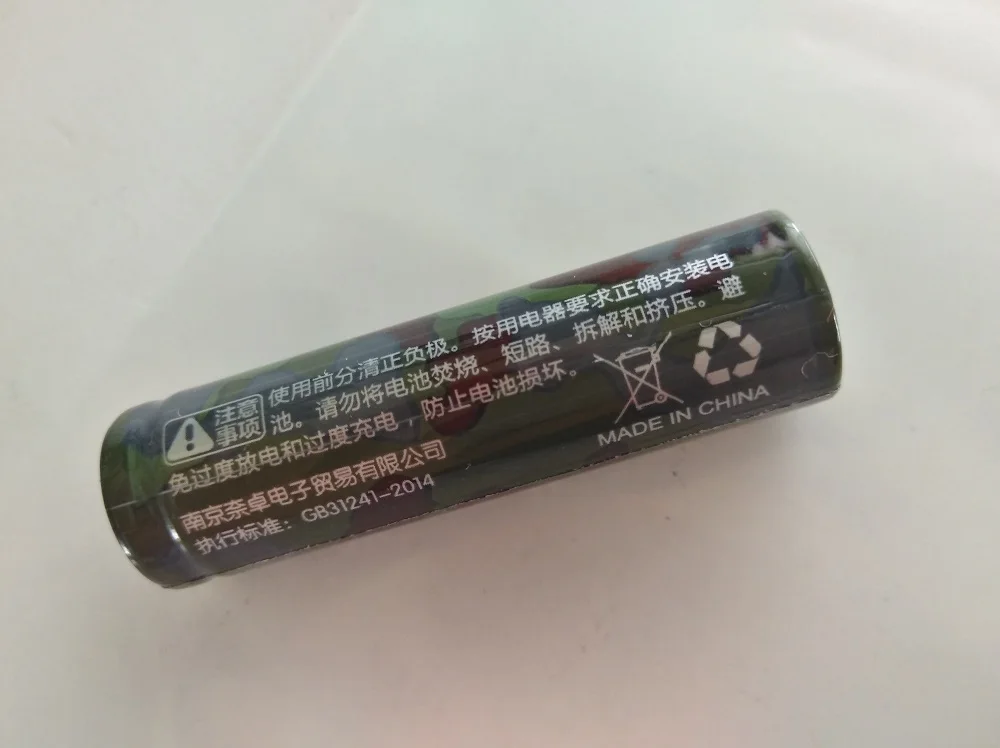 注意
事项
使用前分清正负极。按用电器要求正确安装电
池。请勿将电池焚烧、短路、拆解和挤压。避
免过度放电和过度充电，防止电池损坏。
南京奈卓电子贸易有限公司
执行标准：GB31241-2014
MADE IN CHINA